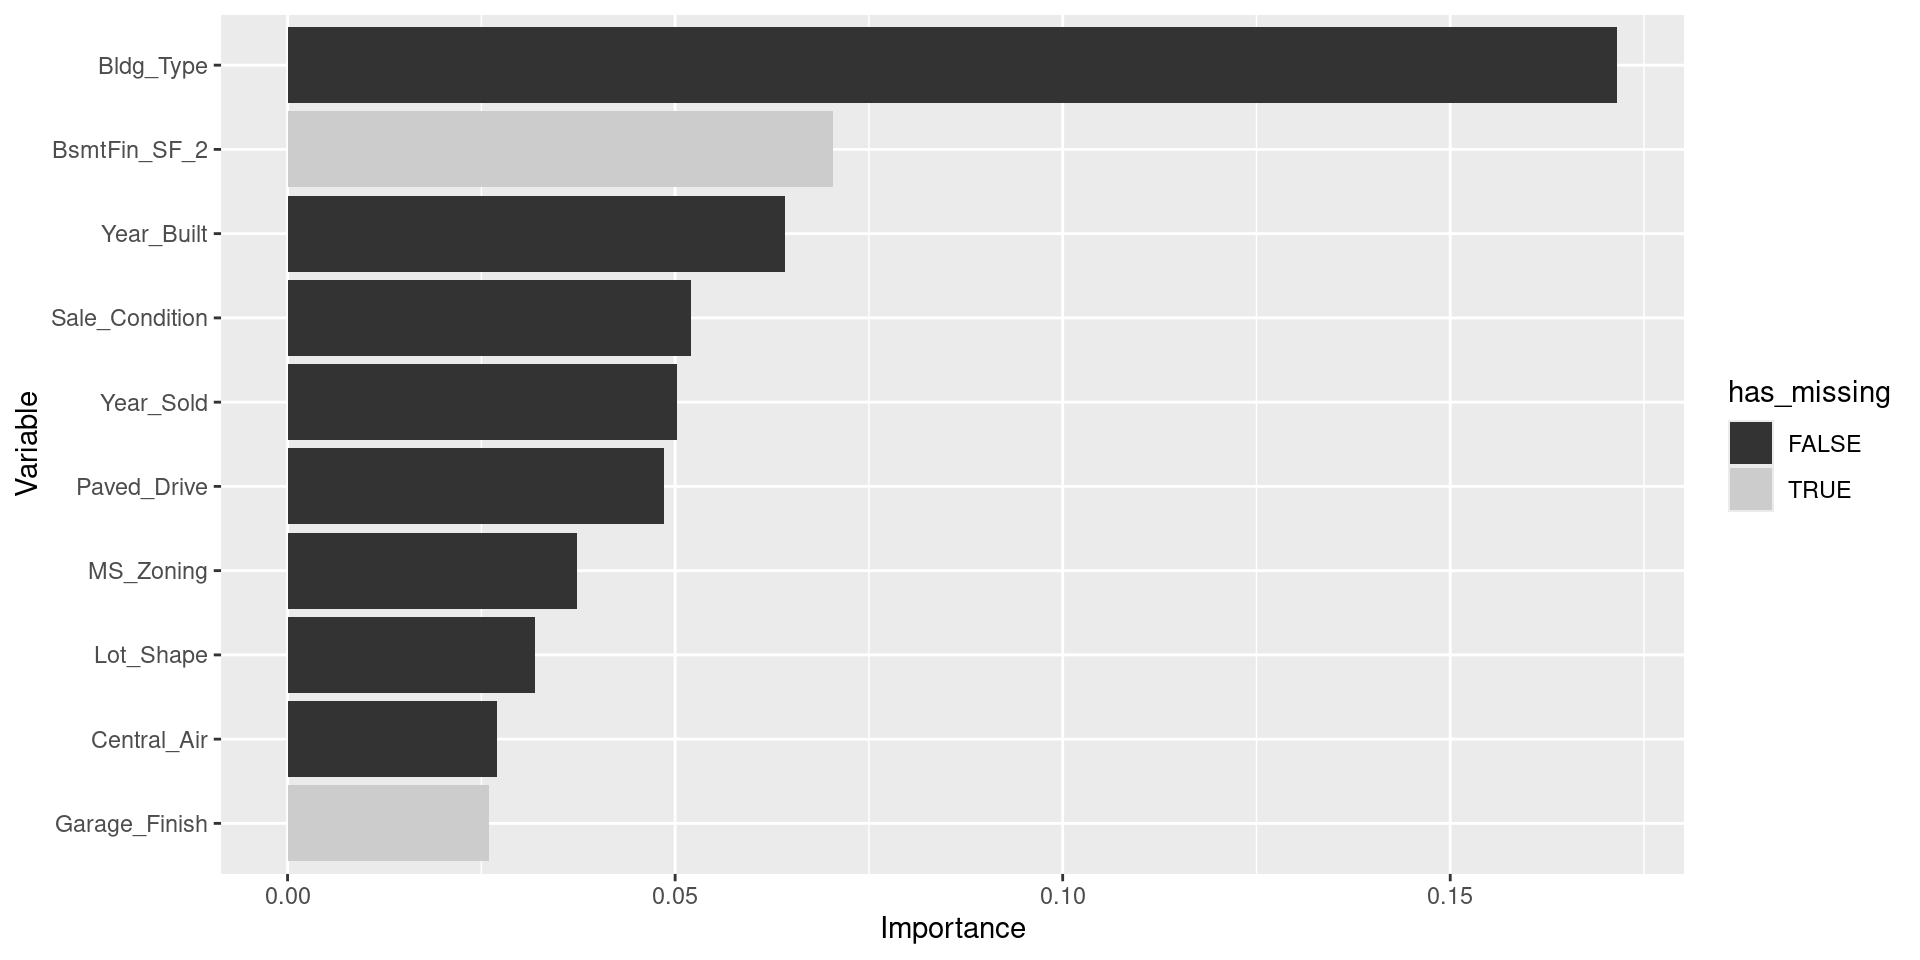 Variable
Bldg_Type
BsmtFin_SF_2
Year_Built
Sale_Condition
Year_Sold
Paved_Drive
MS_Zoning
Lot_Shape
Central_Air
Garage_Finish
0.00 0.05 0.10 0.15
Importance
has_missing
FALSE
TRUE